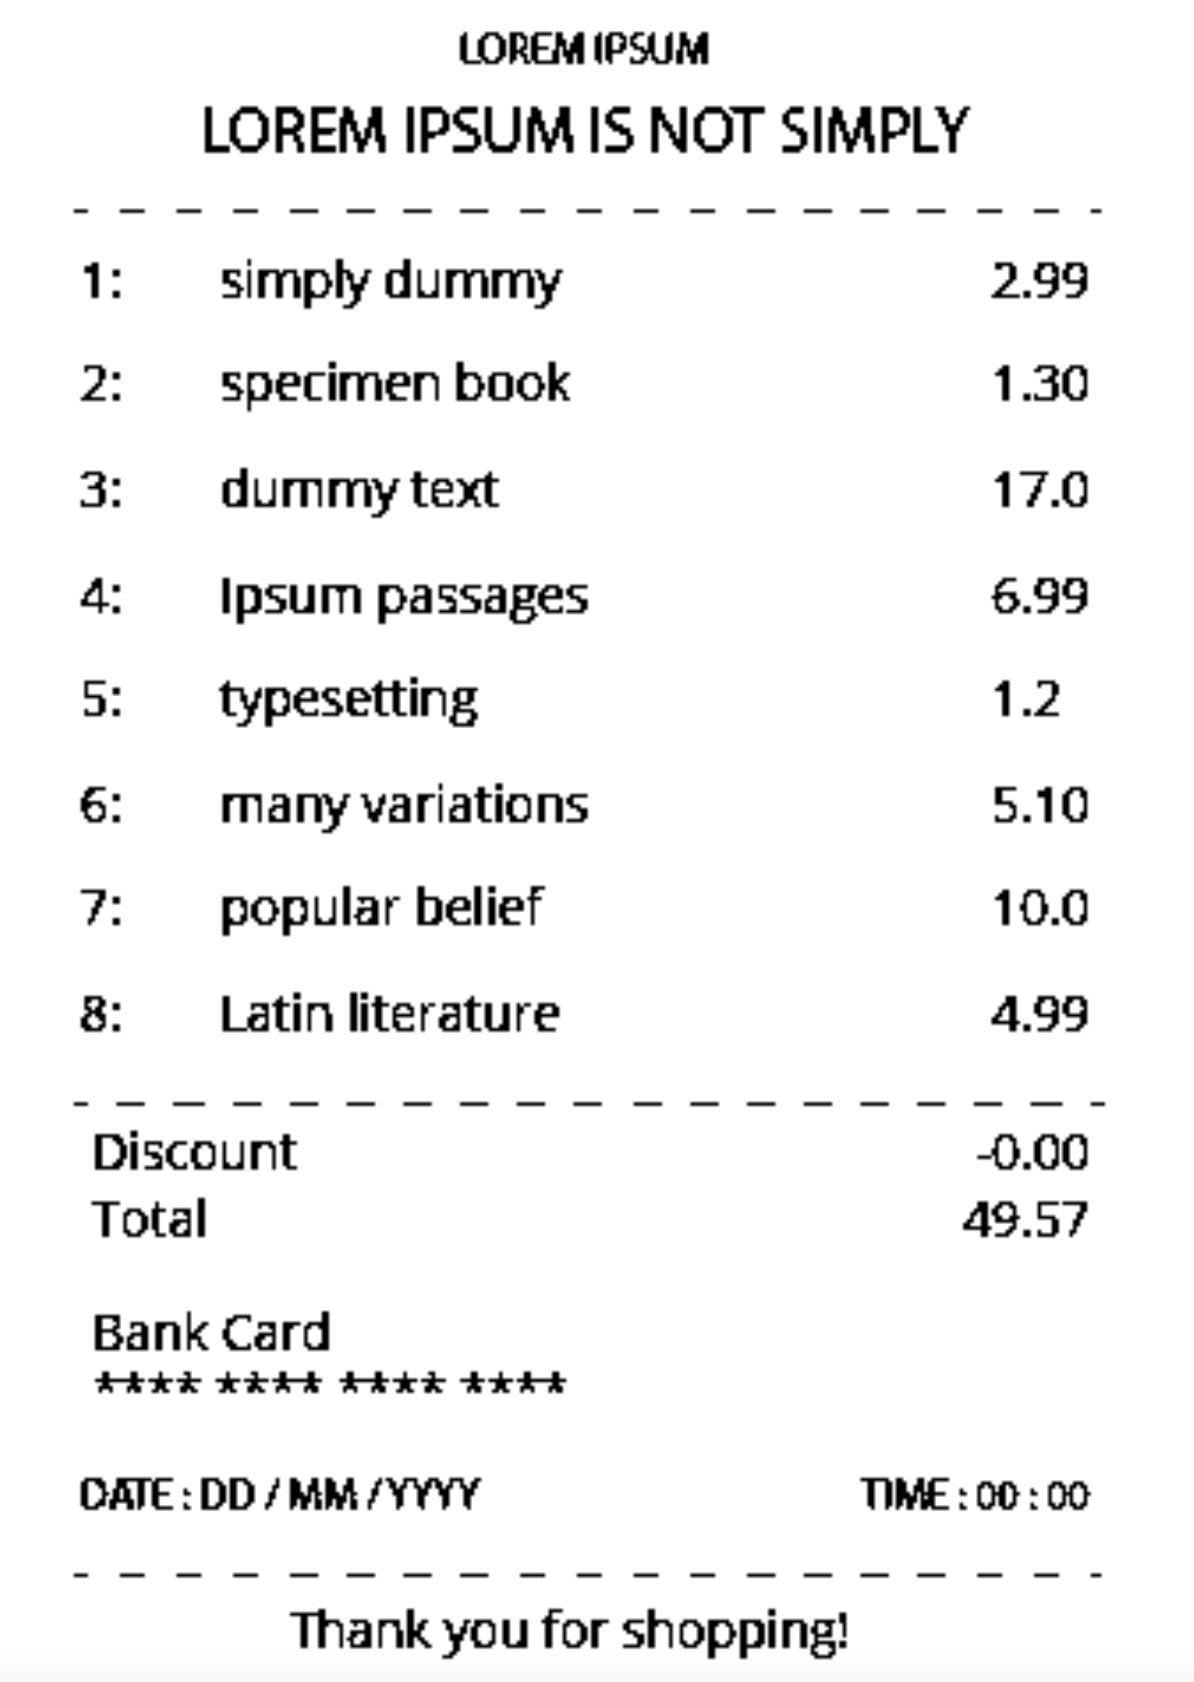 LOREM IPSUM
LOREM IPSUM IS NOT SIMPLY
1: simply dummy 2.99
2: specimen book 1.30
3: dummy text 17.0
4: Ipsum passages 6.99
5: typesetting 1.2
6: many variations 5.10
7: popular belief 10.0
8: Latin literature 4.99
Discount -0.00
Total 49.57
Bank Card
**** **** **** ****
DATE : DD / MM / YYYY TIME : 00 : 00
Thank you for shopping!